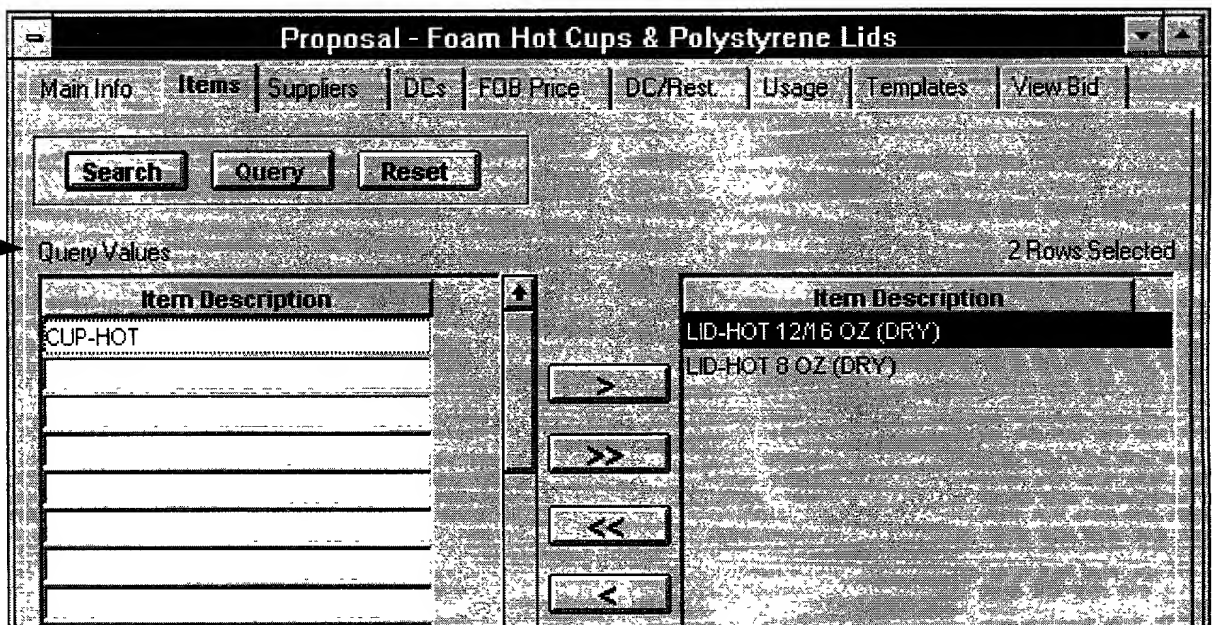 Proposal - Foam Hot Cups & Polystyrene Lids
Main Info Items Suppliers DCs FOB Price DC/Rest. Usage Templates View Bid
Search Query Reset
Query Values 2 Rows Selected
Item Description Item Description
CUP-HOT LID-HOT 12/16 OZ (DRY)
LID-HOT 8 OZ (DRY)
>
>>
<<
<